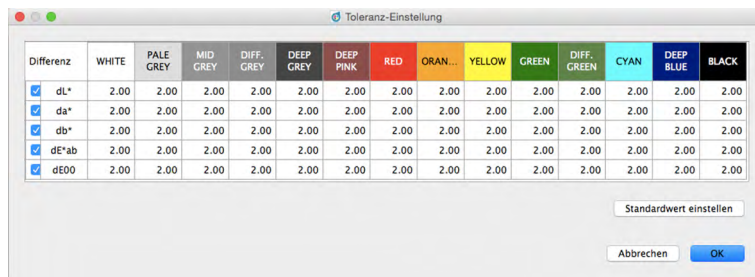 Toleranz-Einstellung
Differenz WHITE PALE GREY MID GREY DIFF. GREY DEEP GREY DEEP PINK RED ORAN... YELLOW GREEN DIFF. GREEN CYAN DEEP BLUE BLACK
dL* 2.00 2.00 2.00 2.00 2.00 2.00 2.00 2.00 2.00 2.00 2.00 2.00 2.00 2.00
da* 2.00 2.00 2.00 2.00 2.00 2.00 2.00 2.00 2.00 2.00 2.00 2.00 2.00 2.00
db* 2.00 2.00 2.00 2.00 2.00 2.00 2.00 2.00 2.00 2.00 2.00 2.00 2.00 2.00
dE*ab 2.00 2.00 2.00 2.00 2.00 2.00 2.00 2.00 2.00 2.00 2.00 2.00 2.00 2.00
dE00 2.00 2.00 2.00 2.00 2.00 2.00 2.00 2.00 2.00 2.00 2.00 2.00 2.00 2.00
Standardwert einstellen
Abbrechen OK